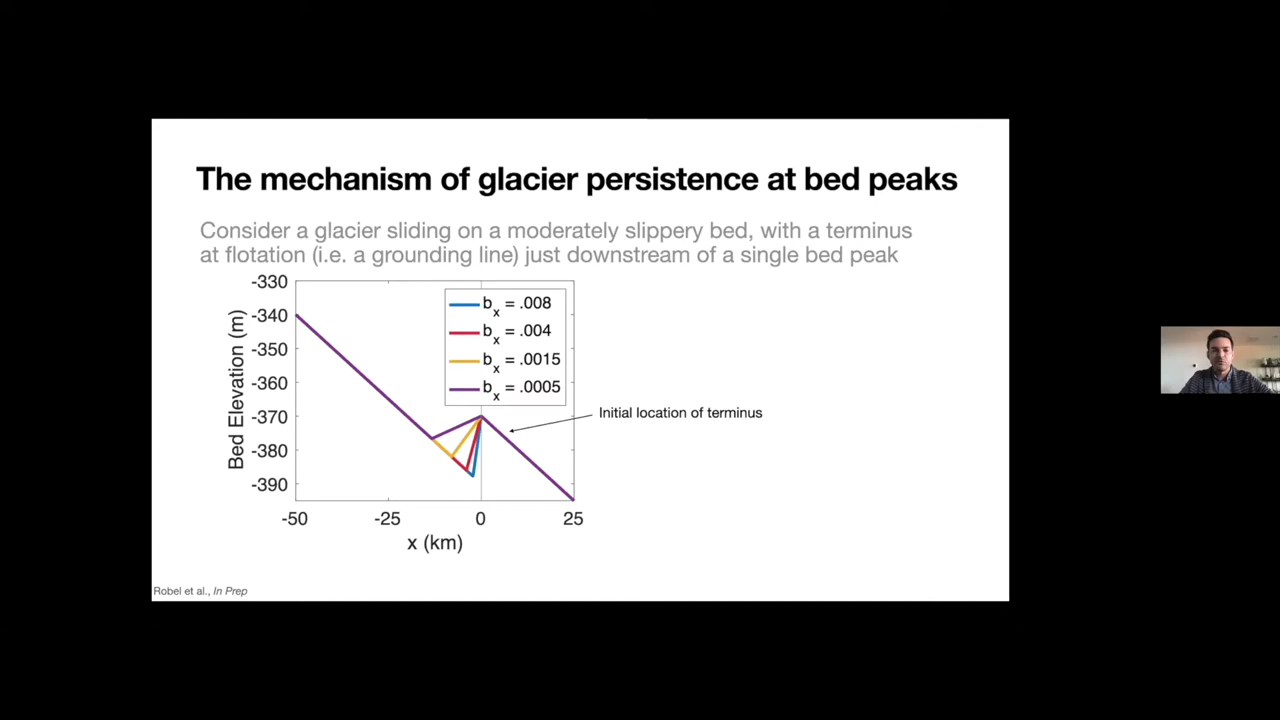 The mechanism of glacier persistence at bed peaks
Consider a glacier sliding on a moderately slippery bed, with a terminus
at flotation (i.e. a grounding line) just downstream of a single bed peak
-330
-340
-350
-360
-370
-380
-390
Bed Elevation (m)
b_x = .008
b_x = .004
b_x = .0015
b_x = .0005
Initial location of terminus
-50 -25 0 25
x (km)
Robel et al., In Prep